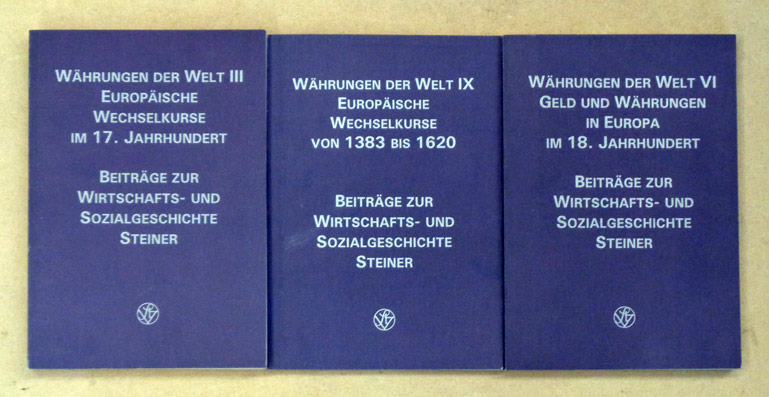 Währungen der Welt III
Europäische
Wechselkurse
im 17. Jahrhundert
Beiträge zur
Wirtschafts- und
Sozialgeschichte
Steiner
Währungen der Welt IX
Europäische
Wechselkurse
von 1383 bis 1620
Beiträge zur
Wirtschafts- und
Sozialgeschichte
Steiner
Währungen der Welt VI
Geld und Währungen
in Europa
im 18. Jahrhundert
Beiträge zur
Wirtschafts- und
Sozialgeschichte
Steiner